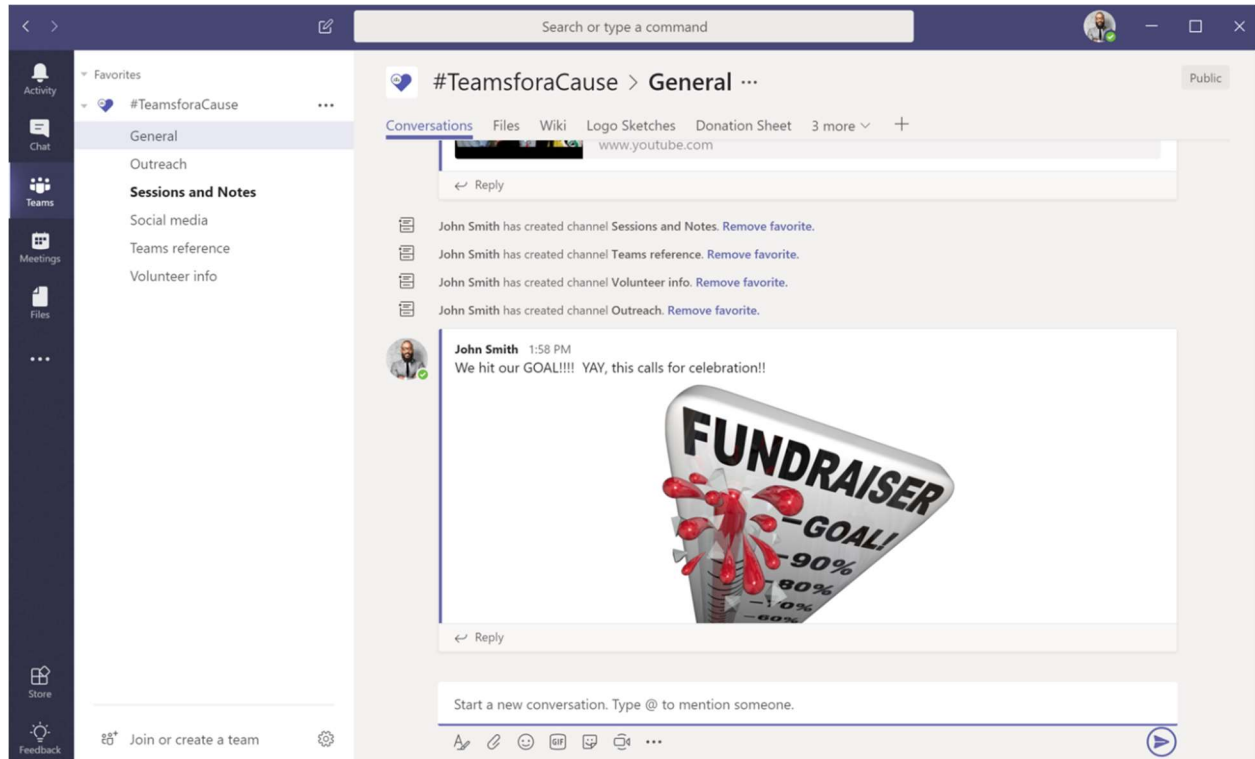 Search or type a command
Activity
Chat
Teams
Meetings
Files
Store
Feedback
Favorites
#TeamsforaCause
General
Outreach
Sessions and Notes
Social media
Teams reference
Volunteer info
Join or create a team
#TeamsforaCause > General
Public
Conversations Files Wiki Logo Sketches Donation Sheet 3 more
www.youtube.com
Reply
John Smith has created channel Sessions and Notes. Remove favorite.
John Smith has created channel Teams reference. Remove favorite.
John Smith has created channel Volunteer info. Remove favorite.
John Smith has created channel Outreach. Remove favorite.
John Smith 1:58 PM
We hit our GOAL!!!! YAY, this calls for celebration!!
FUNDRAISER
GOAL!
90%
80%
70%
60%
Reply
Start a new conversation. Type @ to mention someone.
GIF